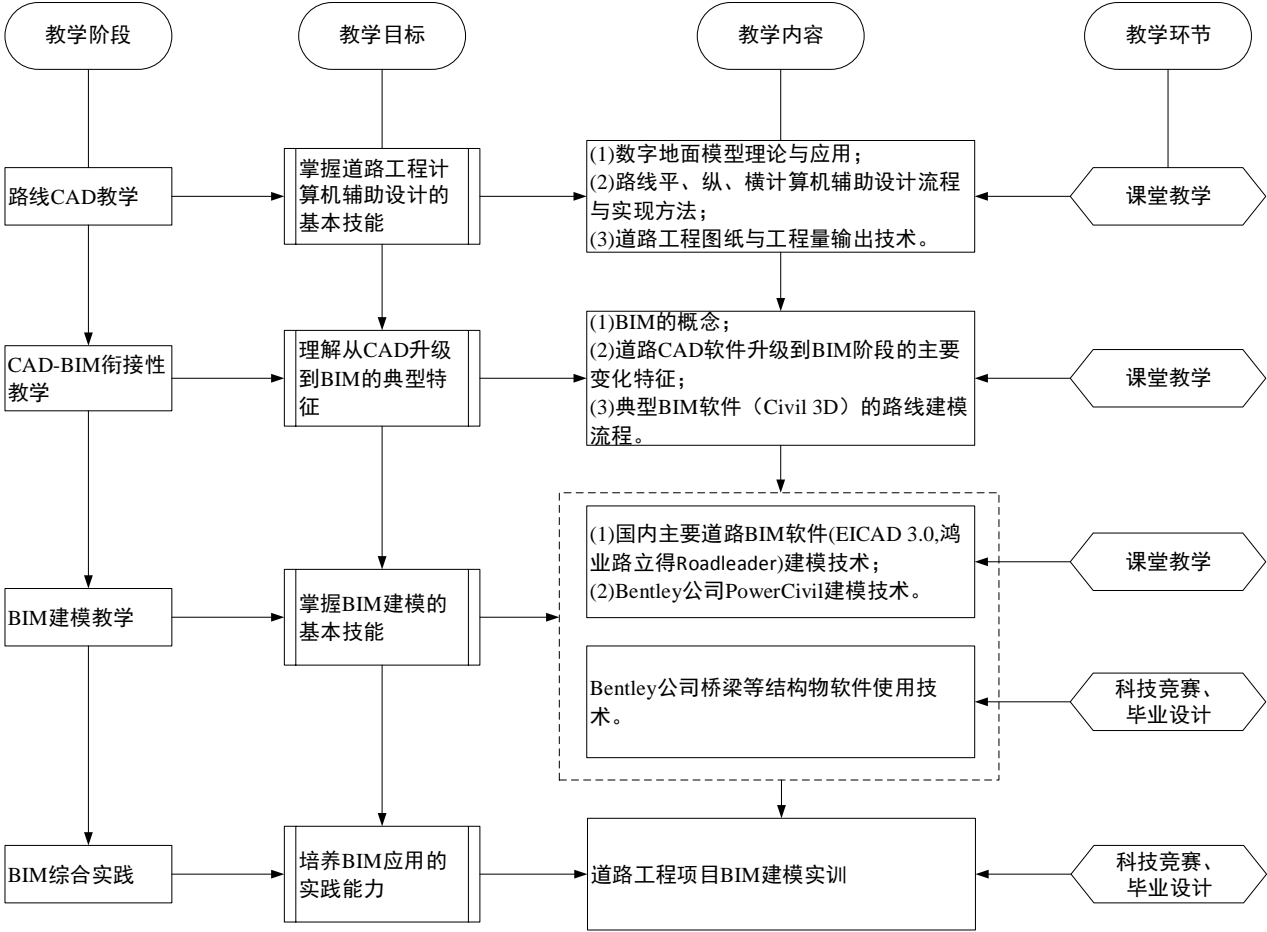 教学阶段
教学目标
教学内容
教学环节
路线CAD教学
掌握道路工程计
算机辅助设计的
基本技能
(1)数字地面模型理论与应用；
(2)路线平、纵、横计算机辅助设计流程
与实现方法；
(3)道路工程图纸与工程量输出技术。
课堂教学
CAD-BIM衔接性
教学
理解从CAD升级
到BIM的典型特
征
(1)BIM的概念；
(2)道路CAD软件升级到BIM阶段的主要
变化特征；
(3)典型BIM软件（Civil 3D）的路线建模
流程。
课堂教学
BIM建模教学
掌握BIM建模的
基本技能
(1)国内主要道路BIM软件(EICAD 3.0,鸿
业路立得Roadleader)建模技术；
(2)Bentley公司PowerCivil建模技术。
课堂教学
Bentley公司桥梁等结构物软件使用技
术。
科技竞赛、
毕业设计
BIM综合实践
培养BIM应用的
实践能力
道路工程项目BIM建模实训
科技竞赛、
毕业设计